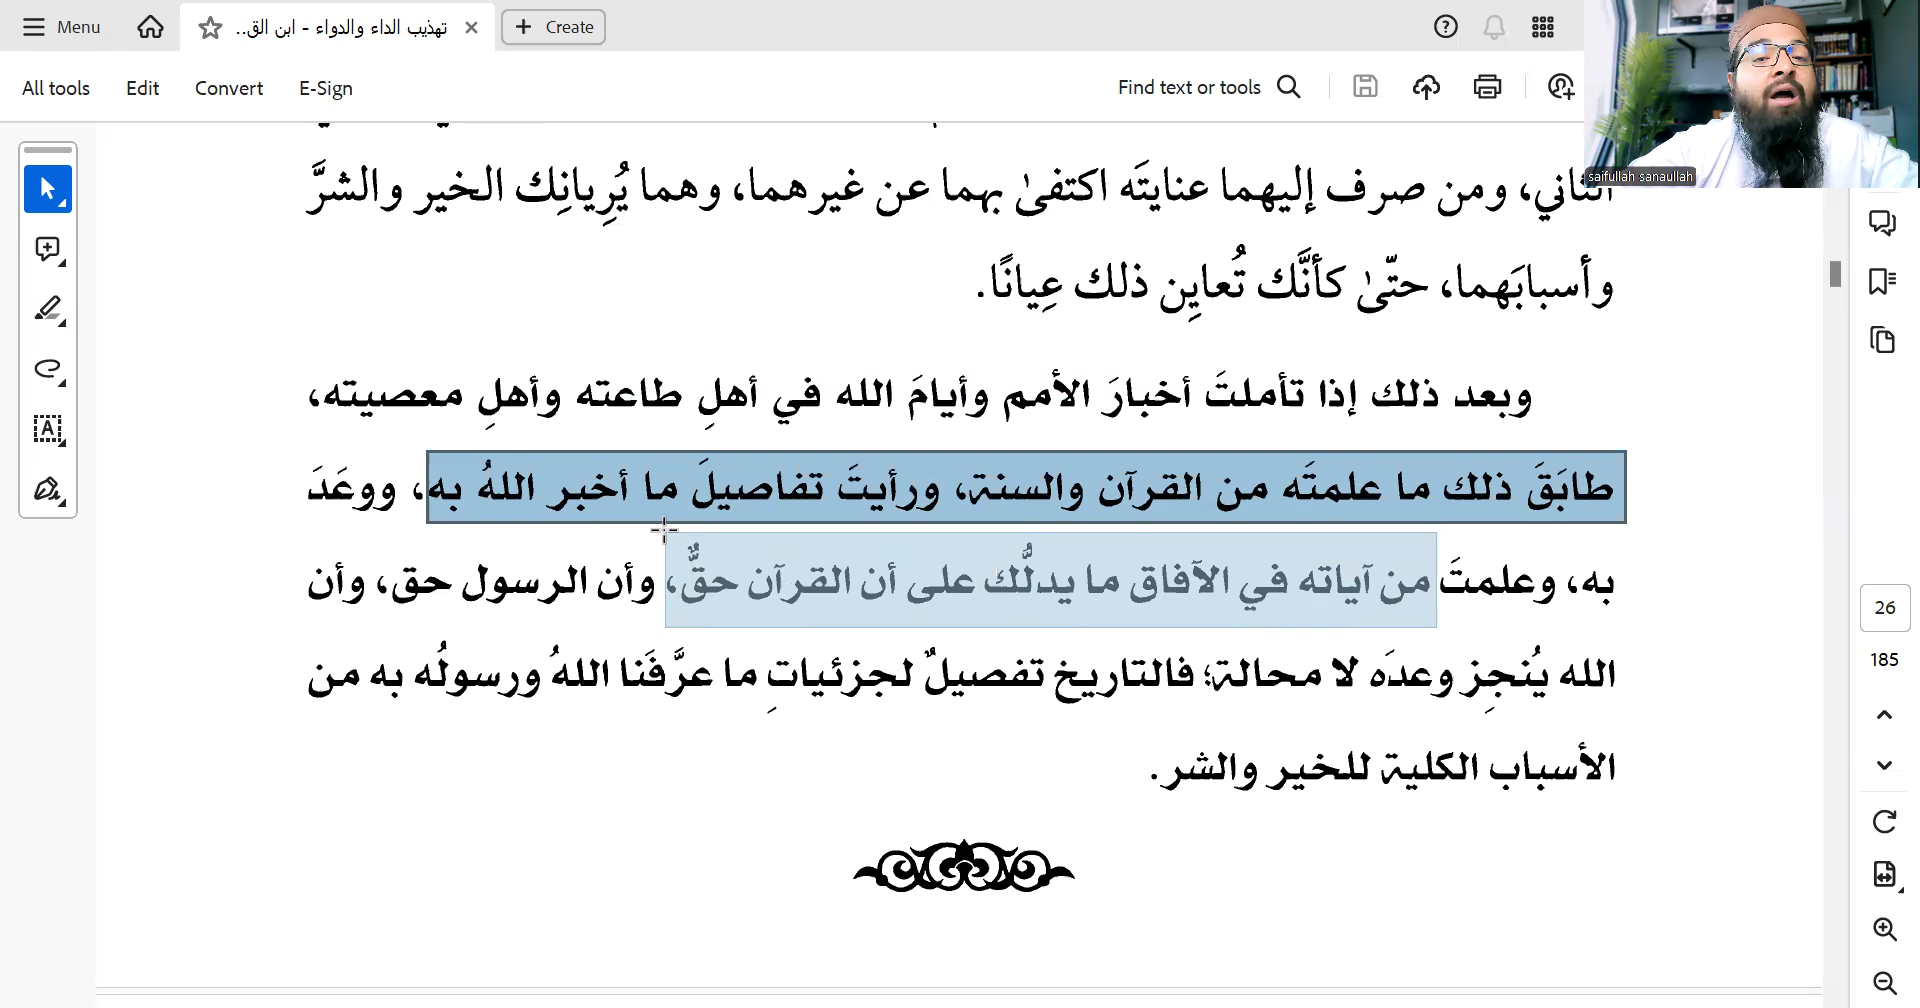 Menu
تهذيب الداء والدواء - ابن الق..
Create
All tools
Edit
Convert
E-Sign
Find text or tools
saifullah sanaullah
الثاني، ومن صرف إليهما عنايتَه اكتفىٰ بهما عن غيرهما، وهما يُرِيانِك الخير والشرَّ
وأسبابَهما، حتّىٰ كأنَّك تُعاين ذلك عِيانًا.
وبعد ذلك إذا تأملتَ أخبارَ الأمم وأيامَ الله في أهلِ طاعته وأهلِ معصيته،
طابَقَ ذلك ما علمتَه من القرآن والسنة، ورأيتَ تفاصيلَ ما أخبر اللهُ به، ووعَدَ
به، وعلمتَ من آياته في الآفاق ما يدلُّك على أن القرآن حقٌّ، وأن الرسول حق، وأن
الله يُنجِز وعدَه لا محالة؛ فالتاريخ تفصيلٌ لجزئياتِ ما عرَّفَنا اللهُ ورسولُه به من
الأسباب الكلية للخير والشر.
26
185